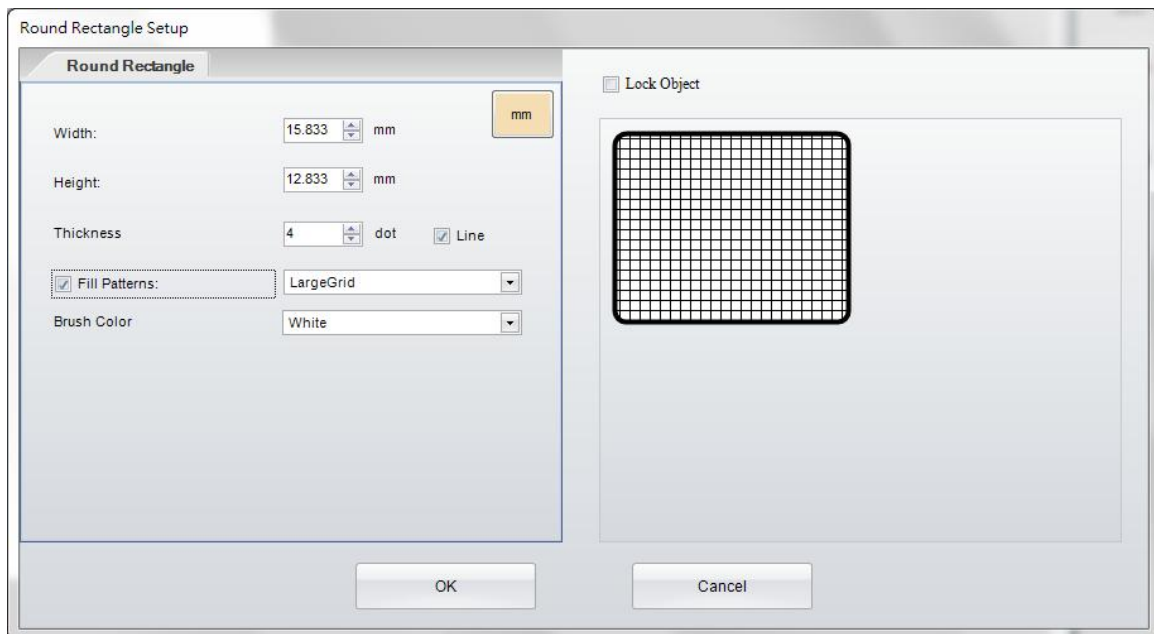 Round Rectangle Setup
Round Rectangle
mm
Width: 15.833 mm
Height: 12.833 mm
Thickness 4 dot Line
Fill Patterns: LargeGrid
Brush Color White
Lock Object
OK Cancel